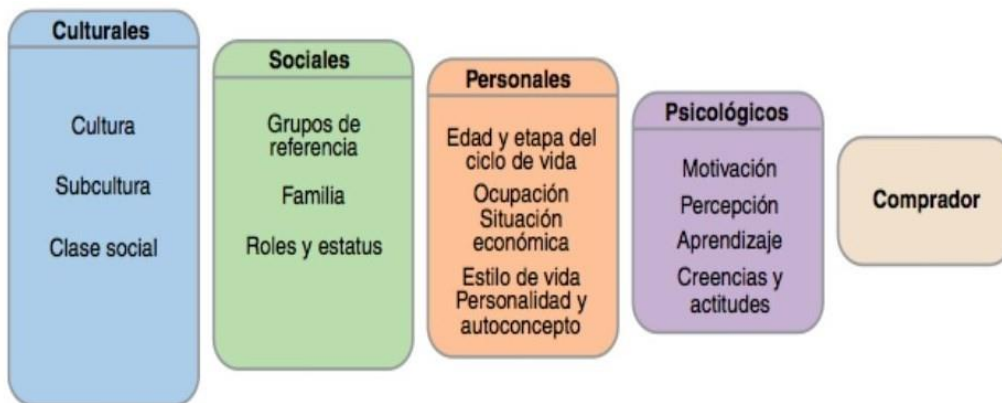 Culturales
Cultura
Subcultura
Clase social
Sociales
Grupos de
referencia
Familia
Roles y estatus
Personales
Edad y etapa del
ciclo de vida
Ocupación
Situación
económica
Estilo de vida
Personalidad y
autoconcepto
Psicológicos
Motivación
Percepción
Aprendizaje
Creencias y
actitudes
Comprador